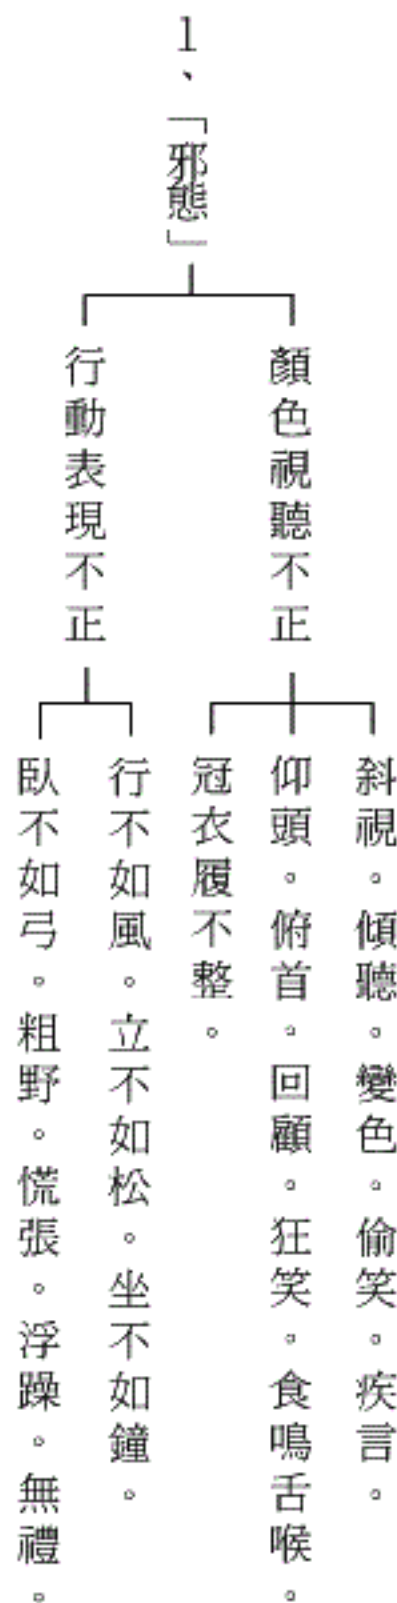 1、「邪態」
顏色視聽不正
斜視。傾聽。變色。偷笑。疾言。
仰頭。俯首。回顧。狂笑。食鳴舌喉。
冠衣履不整。
行動表現不正
行不如風。立不如松。坐不如鐘。
臥不如弓。粗野。慌張。浮躁。無禮。